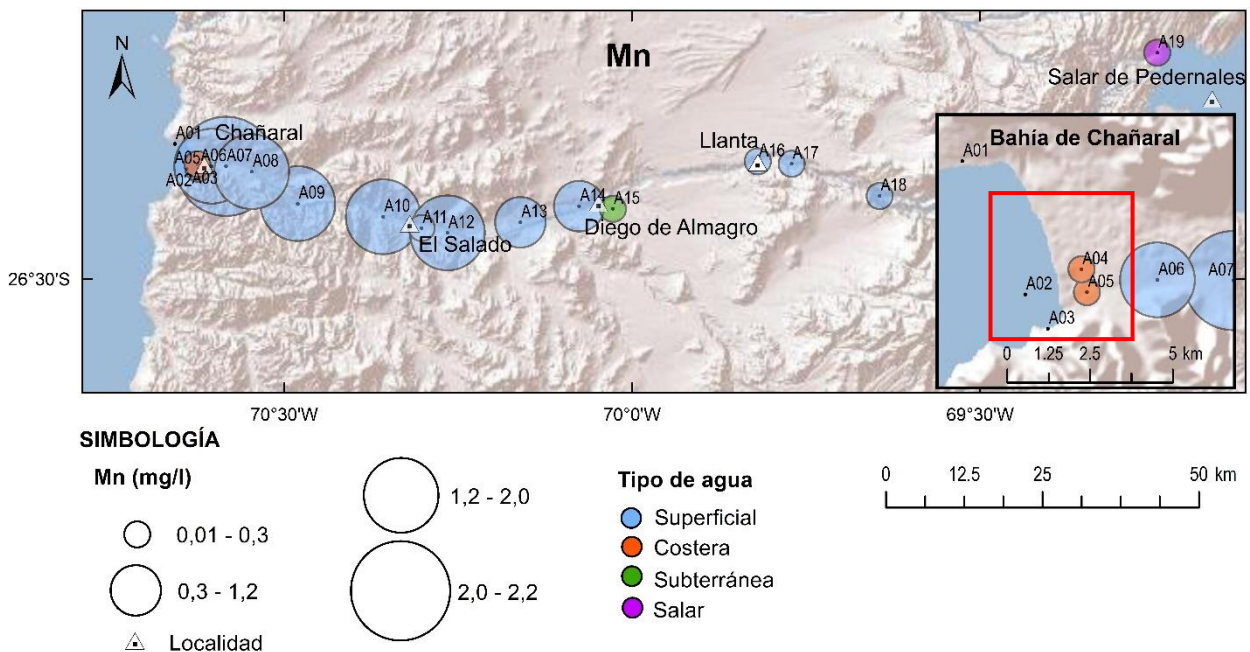 N
Mn
A19
Salar de Pedernales
A01
Chañaral
A05
A06
A07
A08
A02
A03
A09
A10
A11
A12
El Salado
A13
A14
A15
Diego de Almagro
Llanta
A16
A17
A18
26°30'S
Bahía de Chañaral
A01
A04
A02
A05
A06
A07
A03
0 1.25 2.5 5 km
70°30'W
70°0'W
69°30'W
SIMBOLOGÍA
Mn (mg/l)
0,01 - 0,3
0,3 - 1,2
Localidad
1,2 - 2,0
2,0 - 2,2
Tipo de agua
Superficial
Costera
Subterránea
Salar
0 12.5 25 50 km